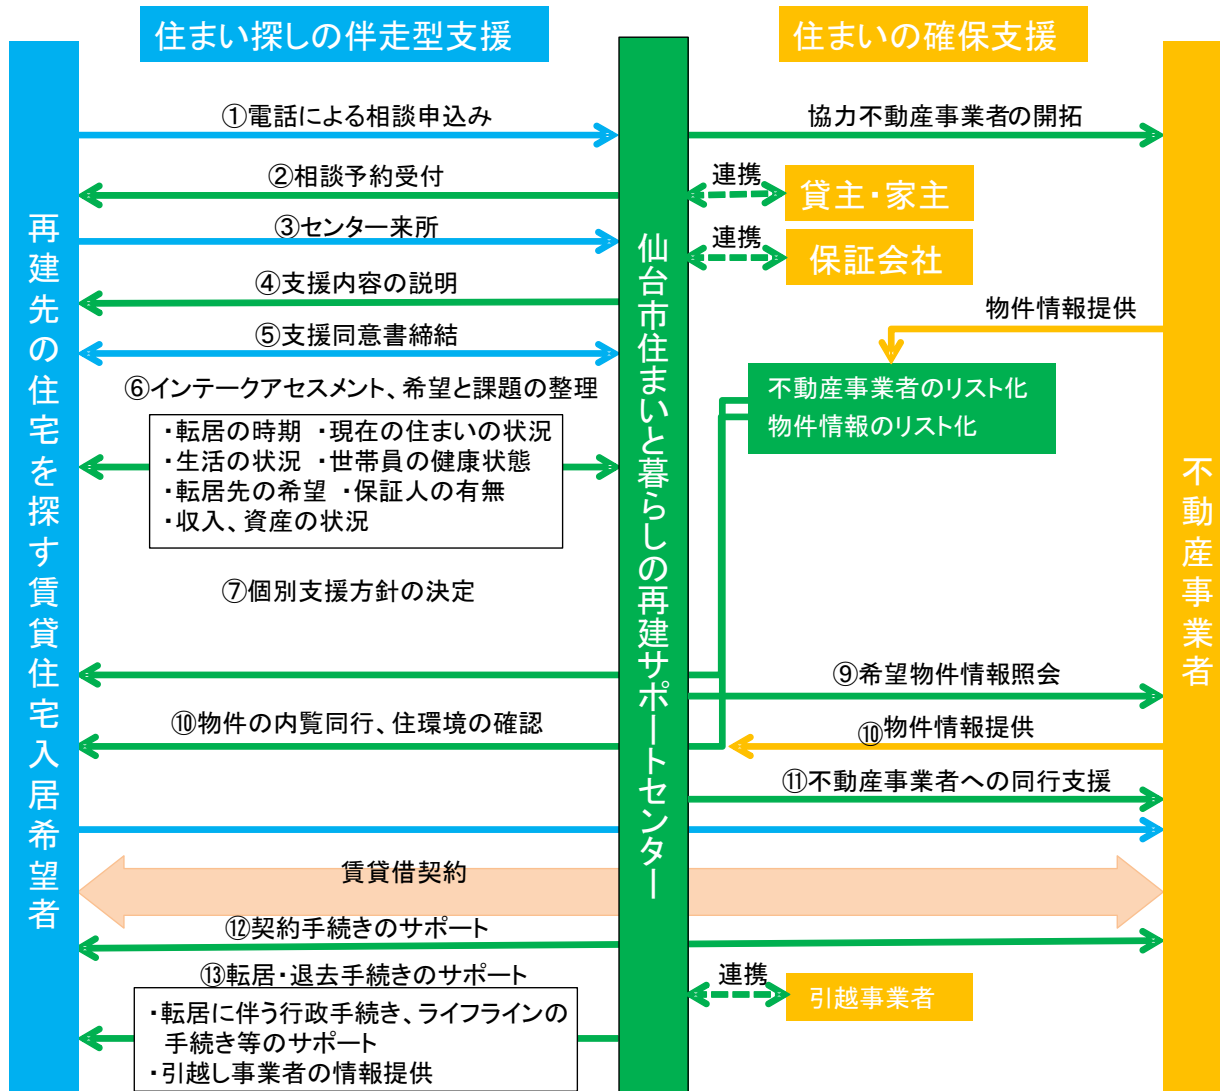 住まい探しの伴走型支援
住まいの確保支援
再建先の住宅を探す賃貸住宅入居希望者
仙台市住まいと暮らしの再建サポートセンター
不動産事業者
①電話による相談申込み
協力不動産事業者の開拓
②相談予約受付
連携
貸主・家主
③センター来所
連携
保証会社
④支援内容の説明
物件情報提供
⑤支援同意書締結
不動産事業者のリスト化
物件情報のリスト化
⑥インテークアセスメント、希望と課題の整理
・転居の時期 ・現在の住まいの状況
・生活の状況 ・世帯員の健康状態
・転居先の希望 ・保証人の有無
・収入、資産の状況
⑦個別支援方針の決定
⑨希望物件情報照会
⑩物件の内覧同行、住環境の確認
⑩物件情報提供
⑪不動産事業者への同行支援
賃貸借契約
⑫契約手続きのサポート
⑬転居・退去手続きのサポート
連携
引越事業者
・転居に伴う行政手続き、ライフラインの
手続き等のサポート
・引越し事業者の情報提供